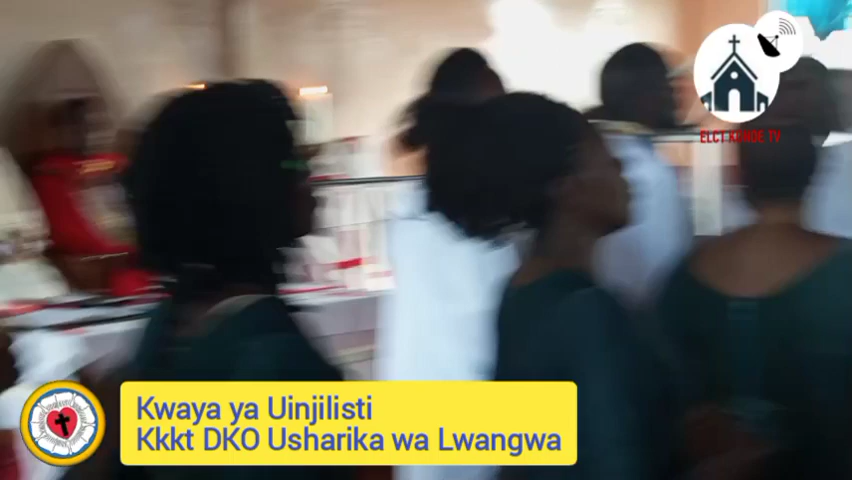 ELCT KONDE TV
Kwaya ya Uinjilisti
Kkkt DKO Usharika wa Lwangwa